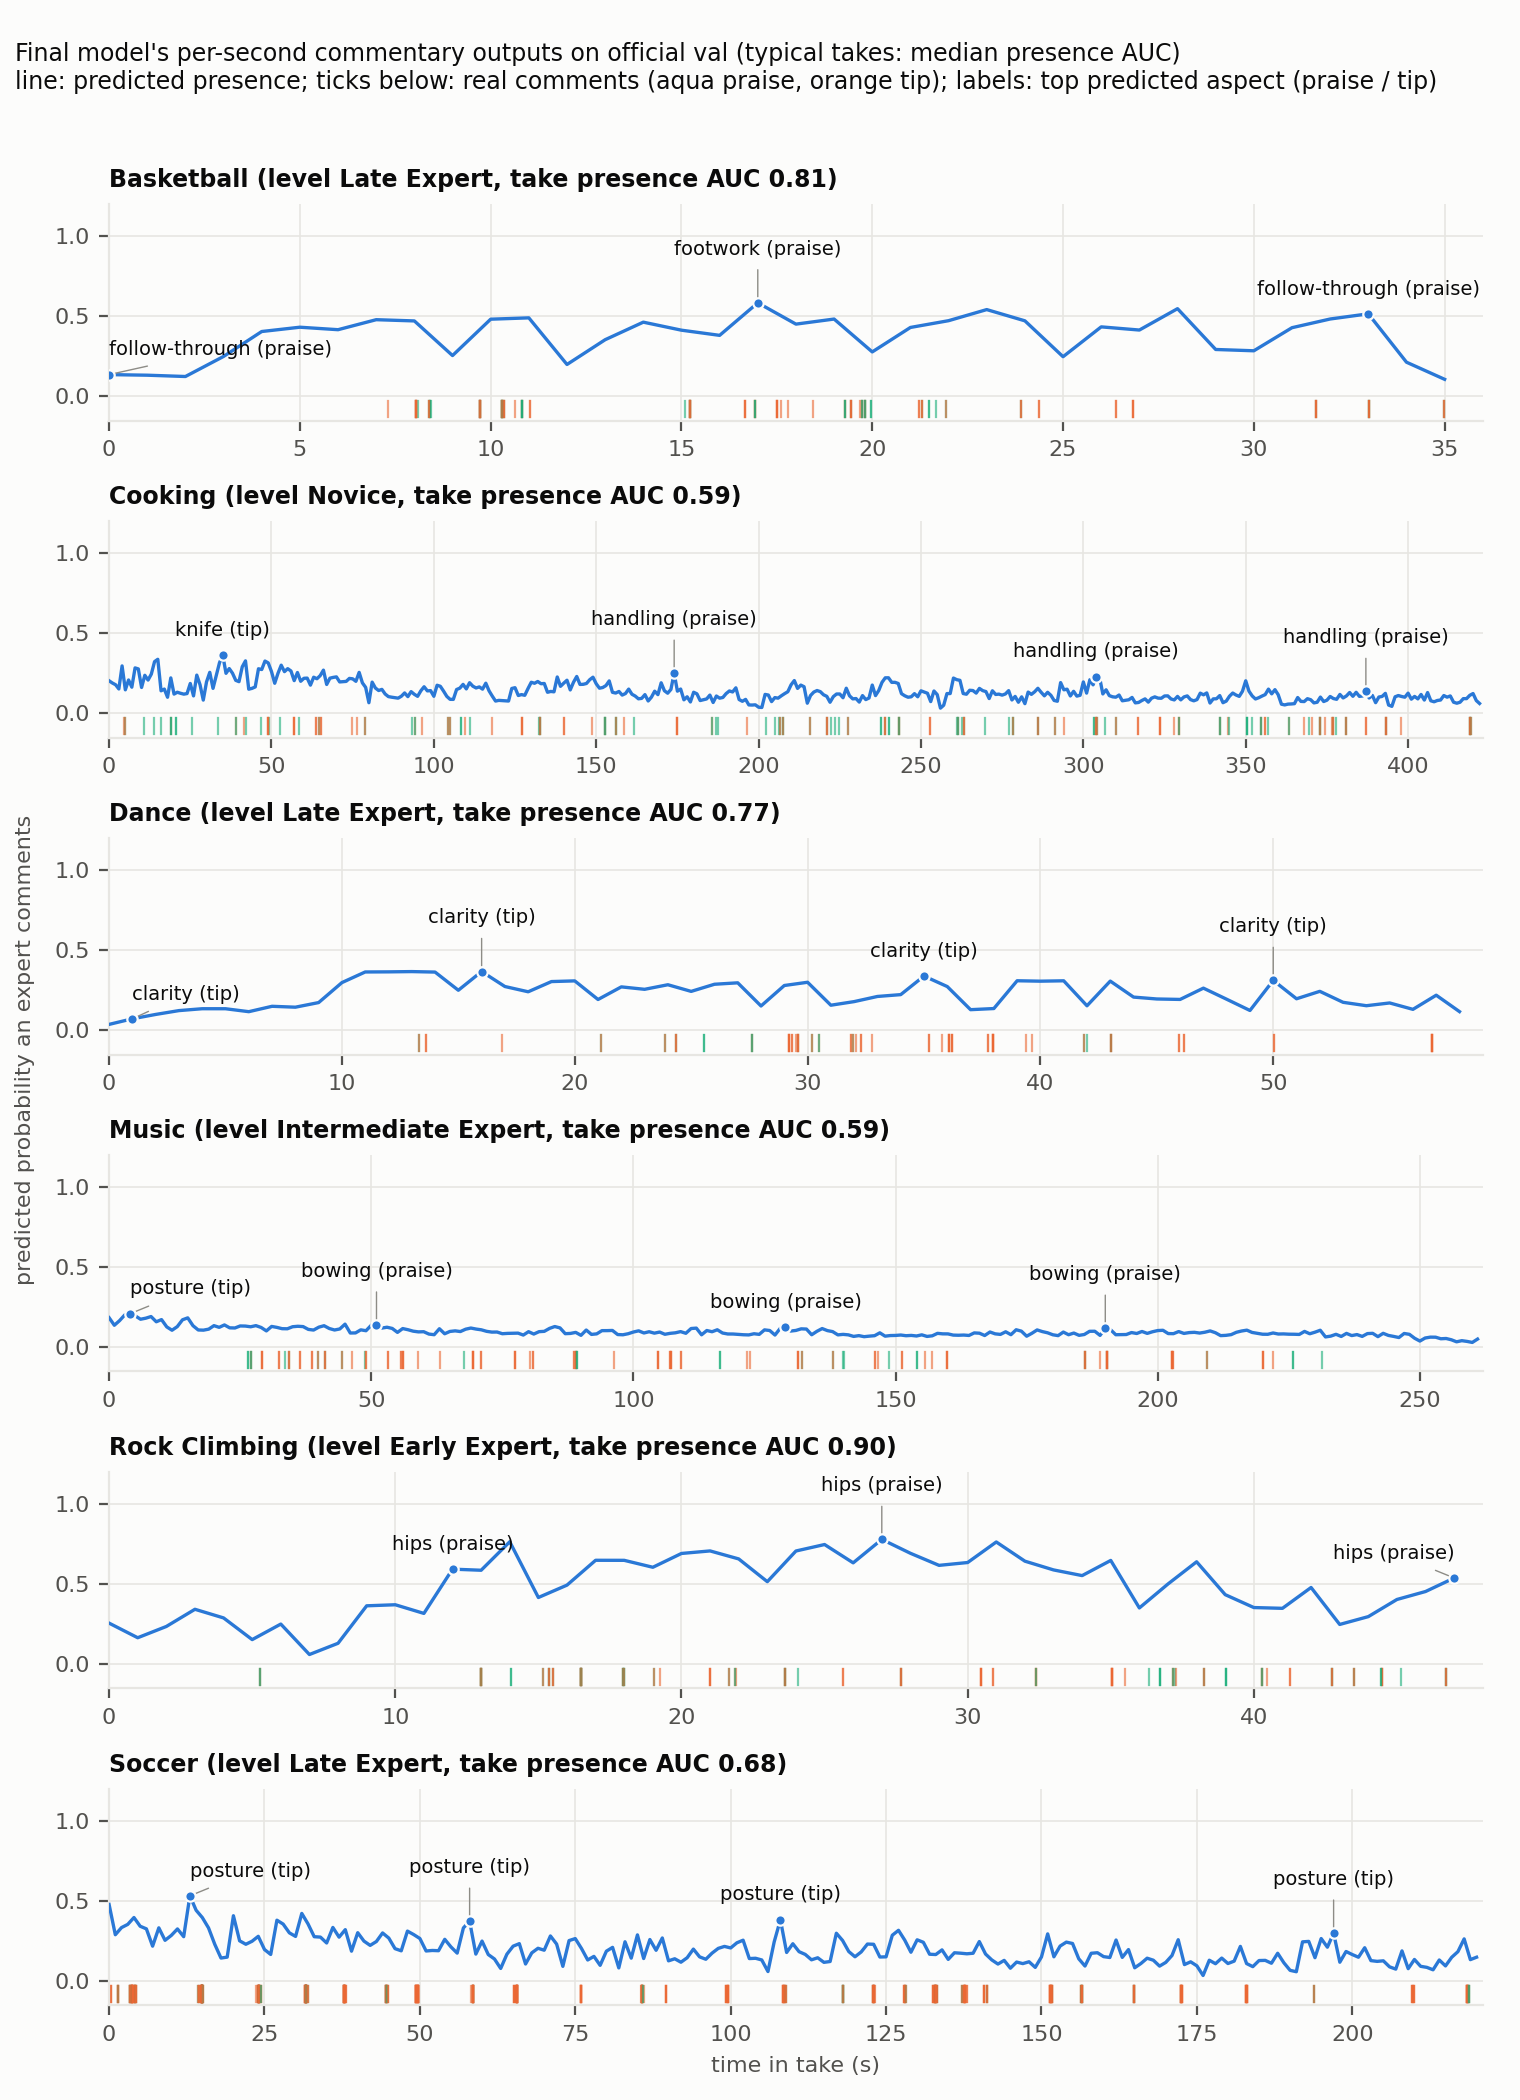 Final model's per-second commentary outputs on official val (typical takes: median presence AUC)
line: predicted presence; ticks below: real comments (aqua praise, orange tip); labels: top predicted aspect (praise / tip)
predicted probability an expert comments
Basketball (level Late Expert, take presence AUC 0.81)
1.0
0.5
0.0
footwork (praise)
follow-through (praise)
follow-through (praise)
0 5 10 15 20 25 30 35
Cooking (level Novice, take presence AUC 0.59)
1.0
0.5
0.0
knife (tip)
handling (praise)
handling (praise)
handling (praise)
0 50 100 150 200 250 300 350 400
Dance (level Late Expert, take presence AUC 0.77)
1.0
0.5
0.0
clarity (tip)
clarity (tip)
clarity (tip)
clarity (tip)
0 10 20 30 40 50
Music (level Intermediate Expert, take presence AUC 0.59)
1.0
0.5
0.0
posture (tip)
bowing (praise)
bowing (praise)
bowing (praise)
0 50 100 150 200 250
Rock Climbing (level Early Expert, take presence AUC 0.90)
1.0
0.5
0.0
hips (praise)
hips (praise)
hips (praise)
0 10 20 30 40
Soccer (level Late Expert, take presence AUC 0.68)
1.0
0.5
0.0
posture (tip)
posture (tip)
posture (tip)
posture (tip)
0 25 50 75 100 125 150 175 200
time in take (s)